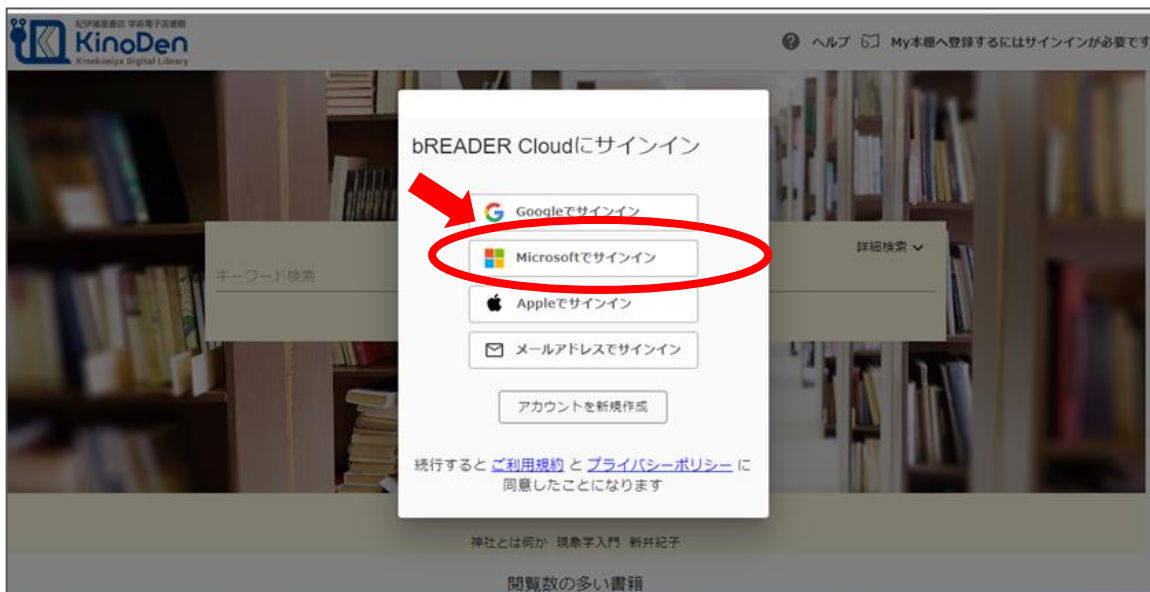 紀伊國屋書店 学術電子図書館
KinoDen
Kinokuniya Digital Library
ヘルプ My本棚へ登録するにはサインインが必要です
bREADER Cloudにサインイン
Googleでサインイン
Microsoftでサインイン
詳細検索
キーワード検索
Appleでサインイン
メールアドレスでサインイン
アカウントを新規作成
続行すると ご利用規約 と プライバシーポリシー に
同意したことになります
神社とは何か 現象学入門 新井紀子
閲覧数の多い書籍